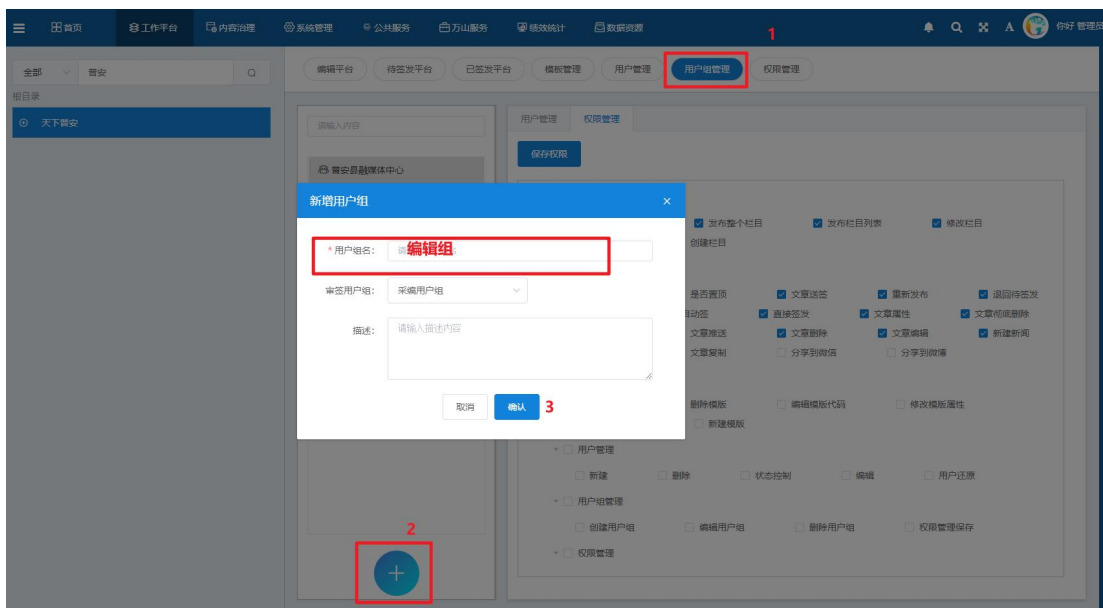 首页 工作平台 内容治理 系统管理 公共服务 万山服务 绩效统计 数据资源 A 你好 管理员
1
全部 普安
编辑平台 待签发平台 已签发平台 模板管理 用户管理 用户组管理 权限管理
根目录
天下普安
请输入内容
用户管理 权限管理
保存权限
普安县融媒体中心
新增用户组 ×
发布整个栏目 发布栏目列表 修改栏目
创建栏目
*用户组名: 编辑组
审签用户组: 采编用户组
是否置顶 文章送签 重新发布 退回待签发
自动签 直接签发 文章属性 文章彻底删除
描述: 请输入描述内容
文章推送 文章删除 文章编辑 新建新闻
文章复制 分享到微信 分享到微博
取消 确认 3
删除模版 编辑模版代码 修改模版属性
新建模版
用户管理
新建 删除 状态控制 编辑 用户还原
用户组管理
2
创建用户组 编辑用户组 删除用户组 权限管理保存
权限管理